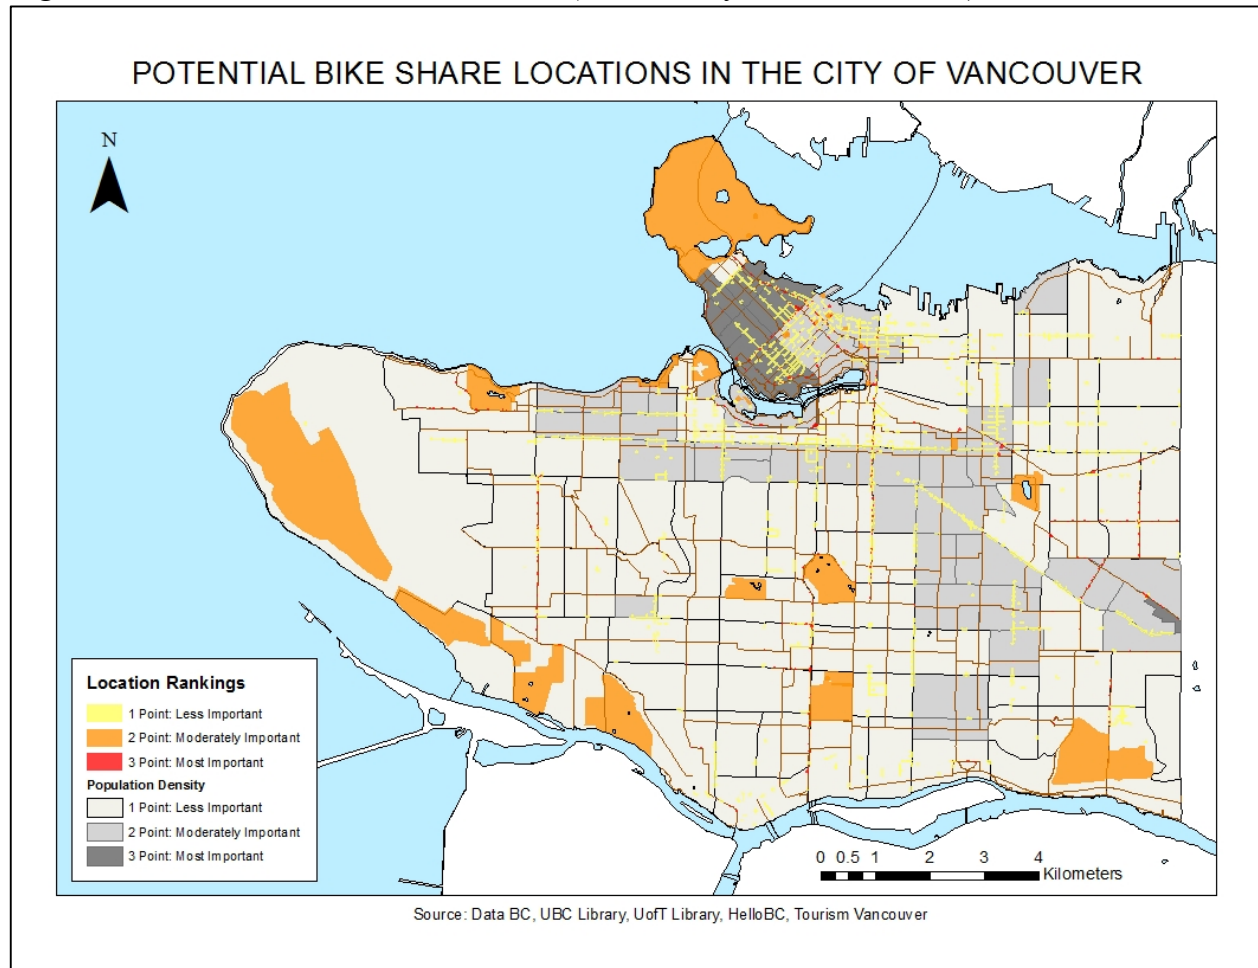 POTENTIAL BIKE SHARE LOCATIONS IN THE CITY OF VANCOUVER
N
Location Rankings
1 Point: Less Important
2 Point: Moderately Important
3 Point: Most Important
Population Density
1 Point: Less Important
2 Point: Moderately Important
3 Point: Most Important
0 0.5 1 2 3 4
Kilometers
Source: Data BC, UBC Library, UofT Library, HelloBC, Tourism Vancouver